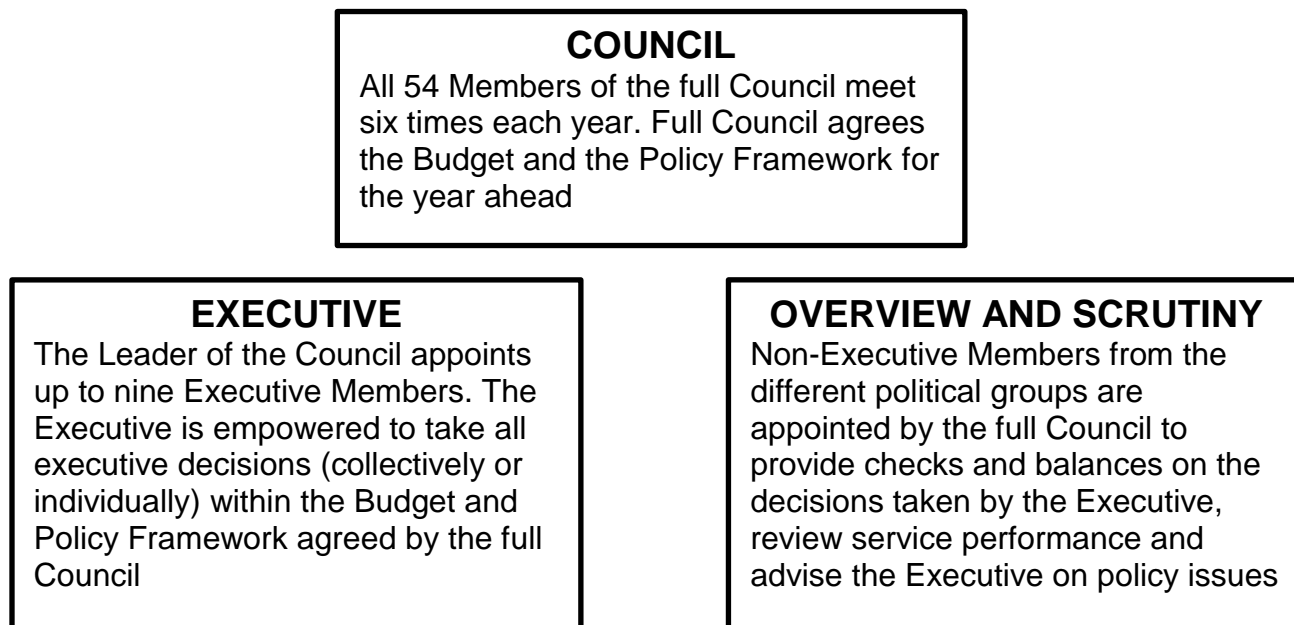 COUNCIL
All 54 Members of the full Council meet
six times each year. Full Council agrees
the Budget and the Policy Framework for
the year ahead
EXECUTIVE
The Leader of the Council appoints
up to nine Executive Members. The
Executive is empowered to take all
executive decisions (collectively or
individually) within the Budget and
Policy Framework agreed by the full
Council
OVERVIEW AND SCRUTINY
Non-Executive Members from the
different political groups are
appointed by the full Council to
provide checks and balances on the
decisions taken by the Executive,
review service performance and
advise the Executive on policy issues